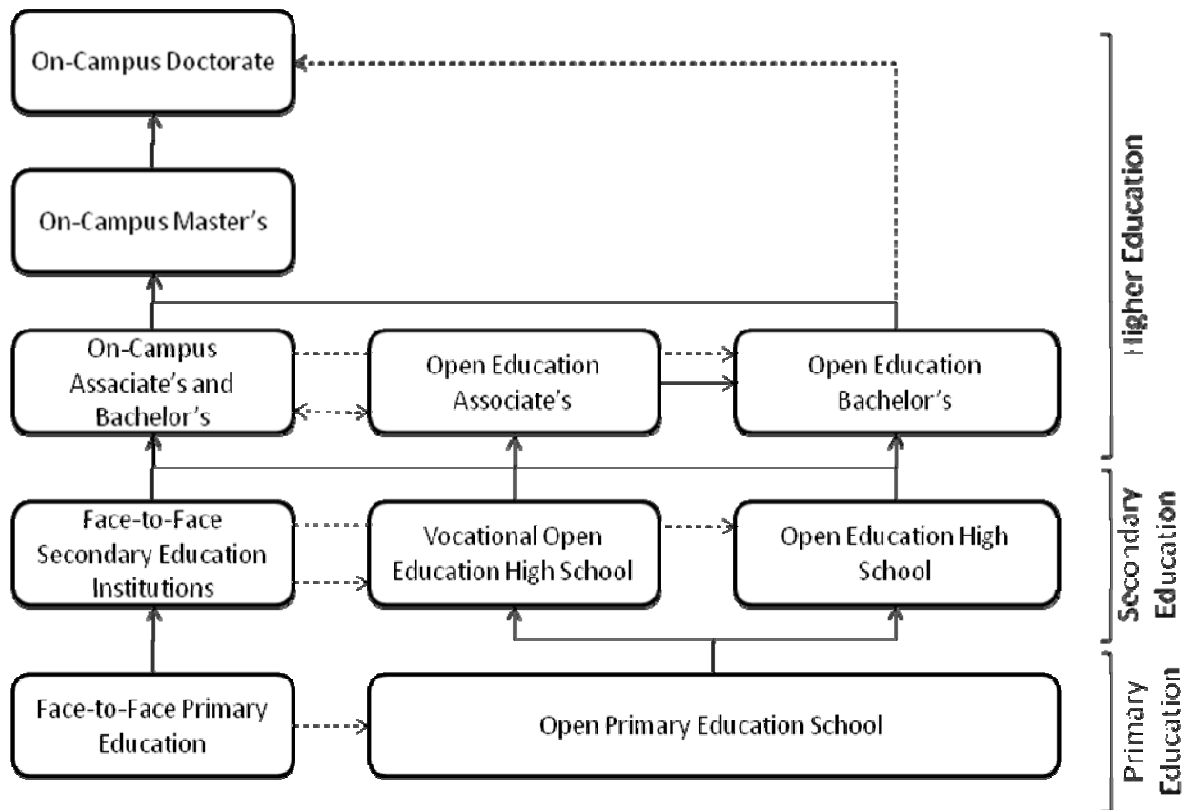 On-Campus Doctorate
On-Campus Master's
On-Campus
Assaciate's and
Bachelor's
Open Education
Associate's
Open Education
Bachelor's
Higher Education
Face-to-Face
Secondary Education
Institutions
Vocational Open
Education High School
Open Education High
School
Secondary
Education
Face-to-Face Primary
Education
Open Primary Education School
Primary
Education